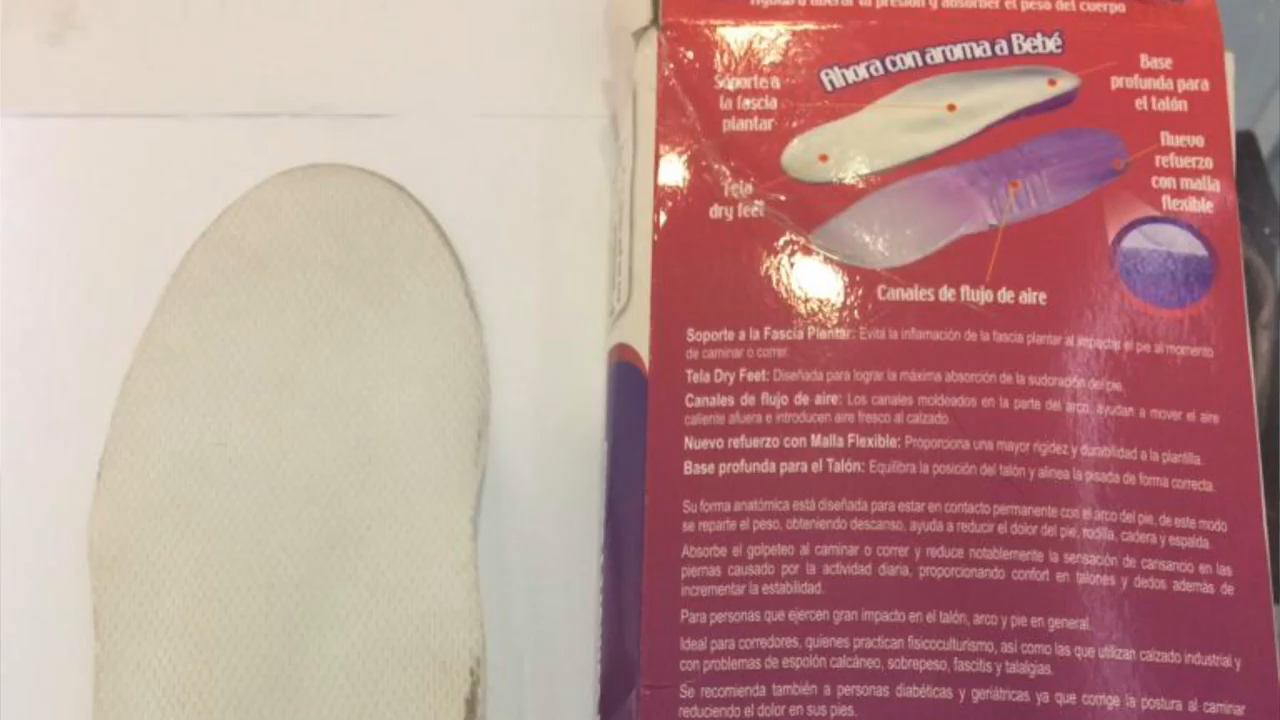 Ayuda a liberar la presión y absorber el peso del cuerpo
Ahora con aroma a Bebé
Soporte a
la fascia
plantar
Base
profunda para
el talón
Nuevo
refuerzo
con malla
flexible
Tela
dry feet
Canales de flujo de aire
Soporte a la Fascia Plantar: Evita la inflamación de la fascia plantar al impactar el pie al momento
de caminar o correr.
Tela Dry Feet: Diseñada para lograr la máxima absorción de la sudoración del pie.
Canales de flujo de aire: Los canales moldeados en la parte del arco, ayudan a mover el aire
caliente afuera e introducen aire fresco al calzado.
Nuevo refuerzo con Malla Flexible: Proporciona una mayor rigidez y durabilidad a la plantilla.
Base profunda para el Talón: Equilibra la posición del talón y alinea la pisada de forma correcta.
Su forma anatómica está diseñada para estar en contacto permanente con el arco del pie, de este modo
se reparte el peso, obteniendo descanso, ayuda a reducir el dolor del pie, rodilla, cadera y espalda.
Absorbe el golpeteo al caminar o correr y reduce notablemente la sensación de cansancio en las
piernas causado por la actividad diaria, proporcionando confort en talones y dedos además de
incrementar la estabilidad.
Para personas que ejercen gran impacto en el talón, arco y pie en general.
Ideal para corredores, quienes practican fisicoculturismo, así como las que utilizan calzado industrial y
con problemas de espolón calcáneo, sobrepeso, fascitis y talalgias.
Se recomienda también a personas diabéticas y geriátricas ya que corrige la postura al caminar
reduciendo el dolor en sus pies.